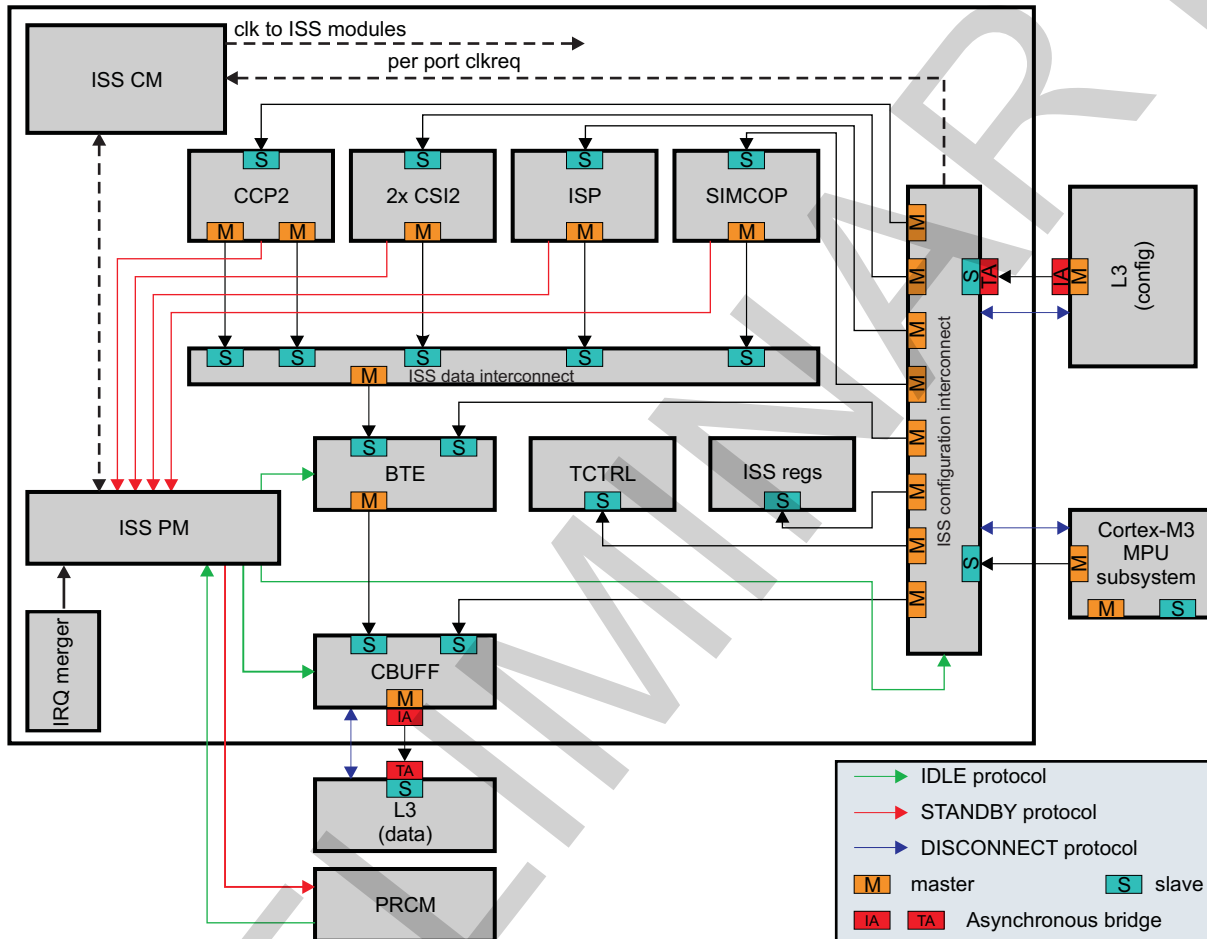 clk to ISS modules
per port clkreq
ISS CM
S
S
S
S
CCP2
2x CSI2
ISP
SIMCOP
M
M
M
M
M
M
M
S
TA
IA
M
L3
(config)
M
M
M
M
M
M
ISS configuration interconnect
S
S
S
S
S
M
ISS data interconnect
S
S
BTE
M
TCTRL
S
ISS regs
S
ISS PM
S
M
Cortex-M3
MPU
subsystem
M
S
IRQ merger
S
S
CBUFF
M
IA
TA
S
L3
(data)
PRCM
IDLE protocol
STANDBY protocol
DISCONNECT protocol
M
master
S
slave
IA
TA
Asynchronous bridge